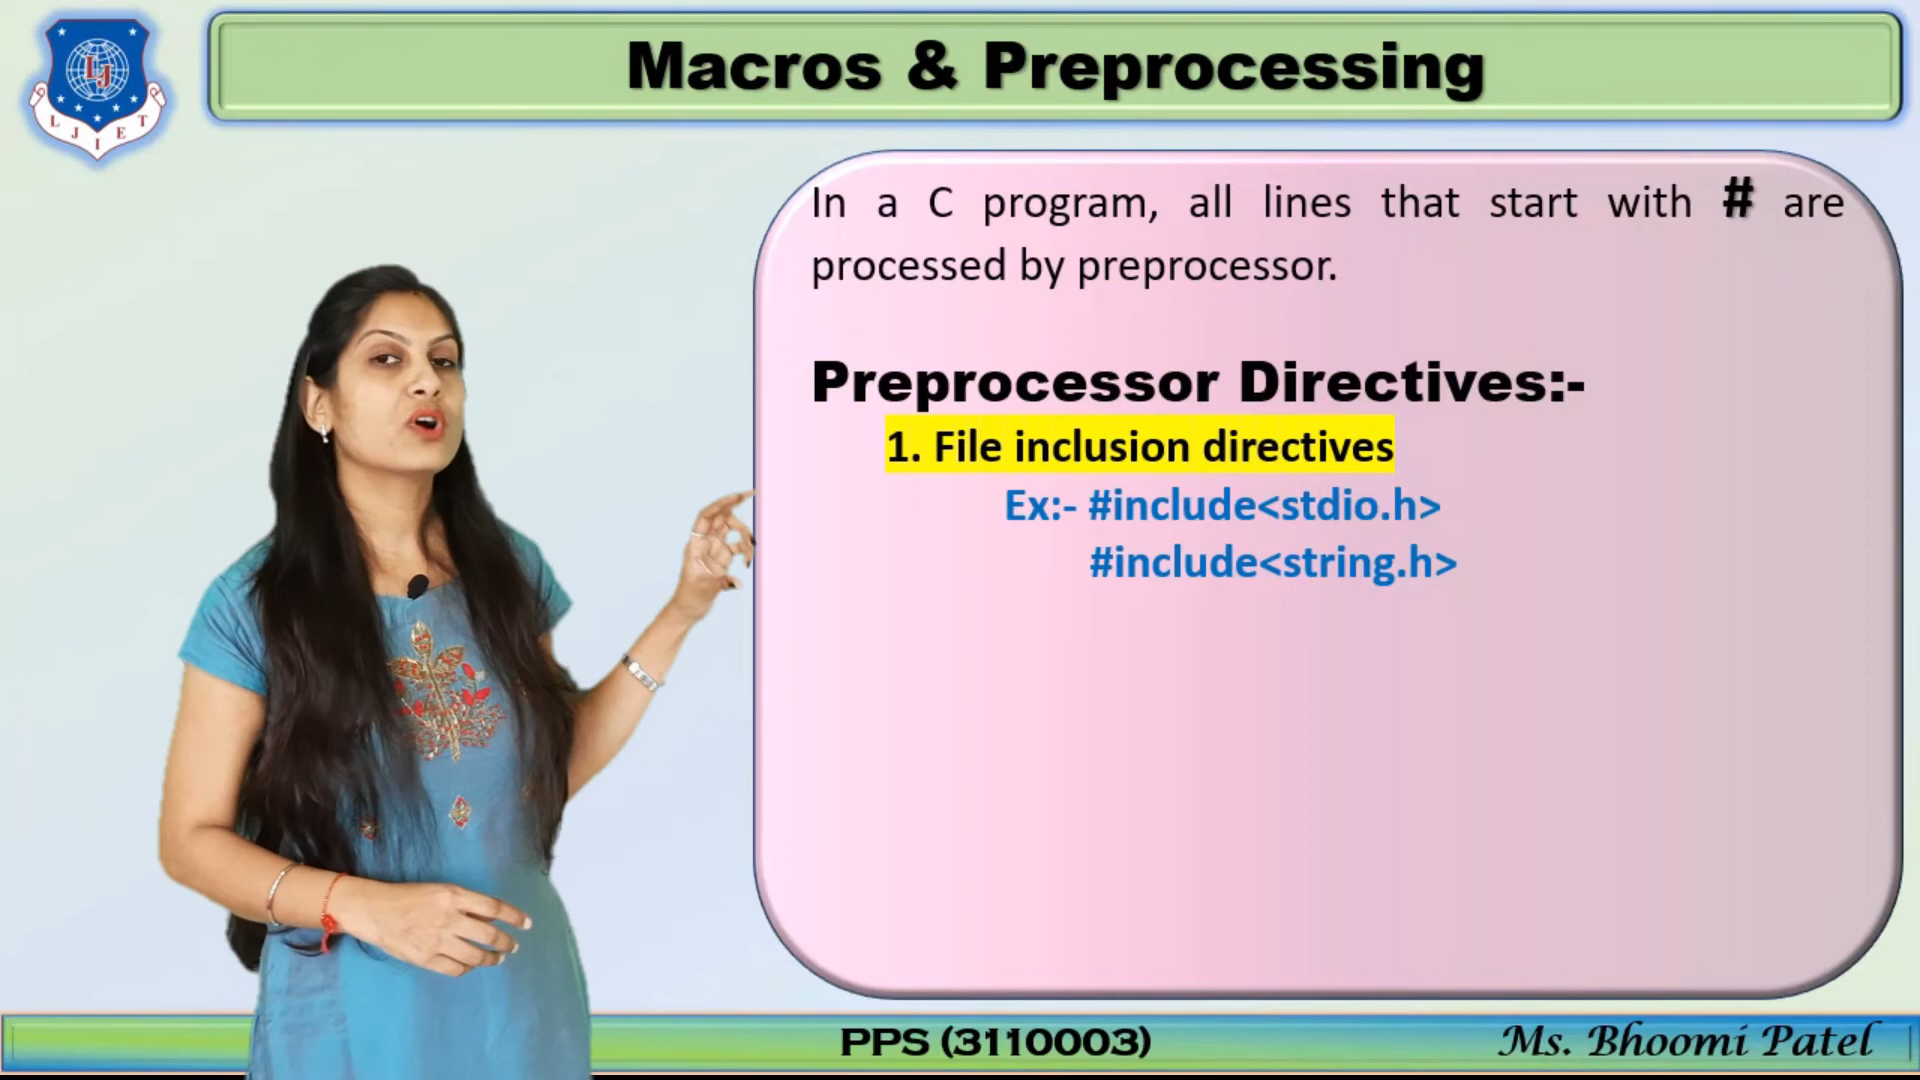 LJIET
LJ
Macros & Preprocessing
In a C program, all lines that start with # are
processed by preprocessor.
Preprocessor Directives:-
1. File inclusion directives
Ex:- #include<stdio.h>
#include<string.h>
PPS (3110003)
Ms. Bhoomi Patel